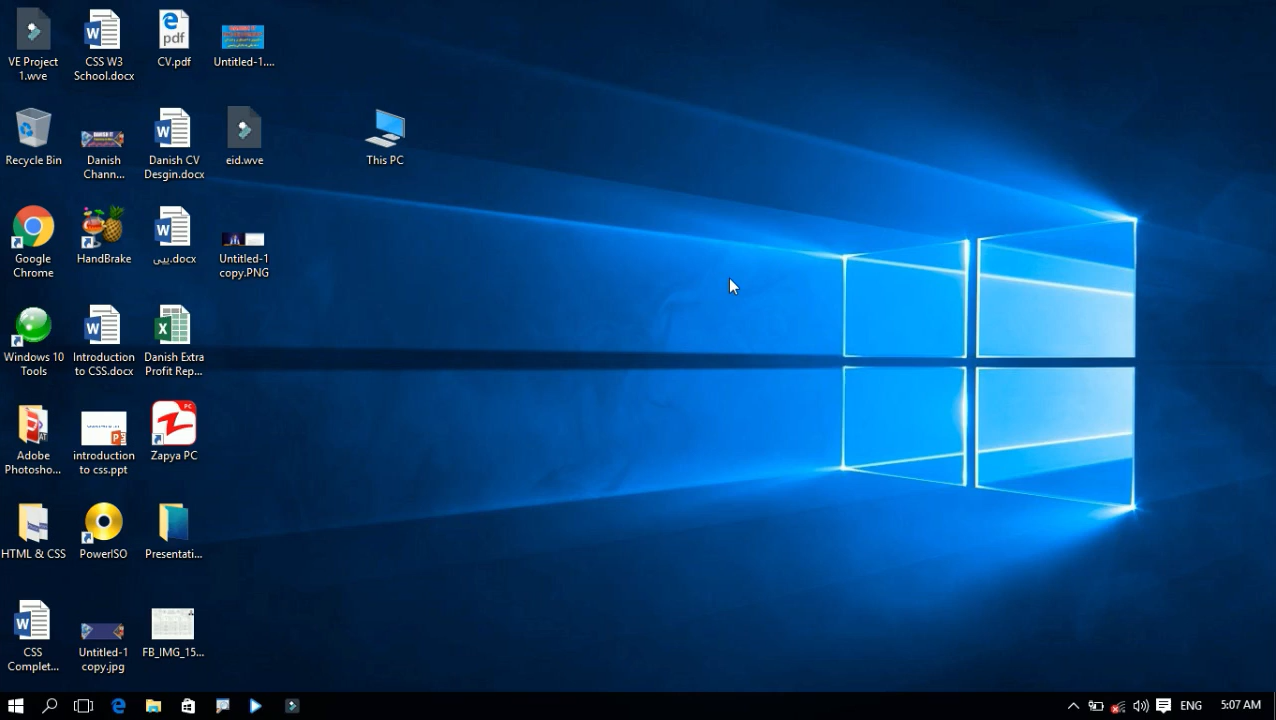 VE Project
1.wve
CSS W3
School.docx
CV.pdf
Untitled-1....
Recycle Bin
Danish
Chann...
Danish CV
Desgin.docx
eid.wve
This PC
Google
Chrome
HandBrake
Untitled-1
copy.PNG
Windows 10
Tools
Introduction
to CSS.docx
Danish Extra
Profit Rep...
Adobe
Photosho...
introduction
to css.ppt
Zapya PC
HTML & CSS
PowerISO
Presentati...
CSS
Complet...
Untitled-1
copy.jpg
FB_IMG_15...
ENG
5:07 AM